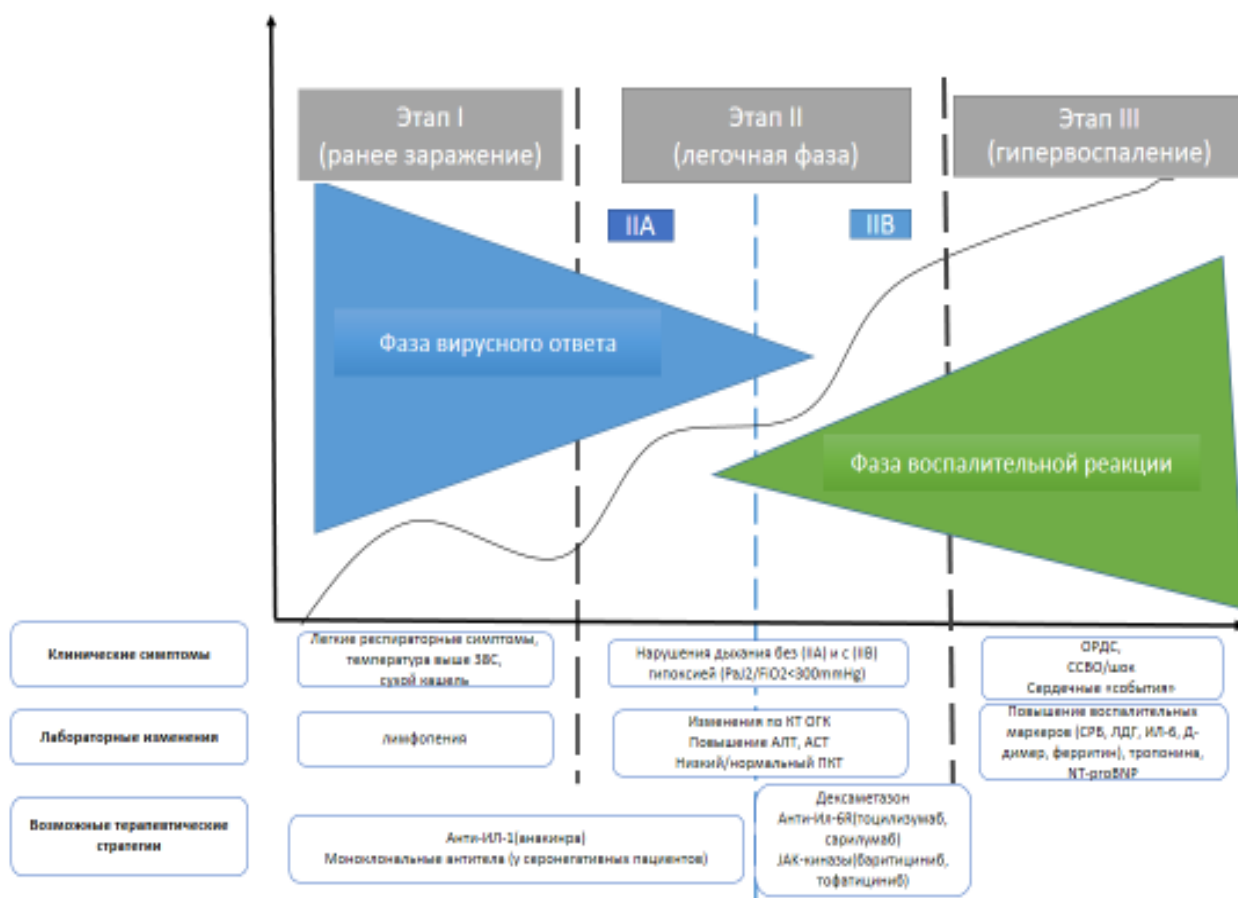 Этап I
(ранее заражение)
Этап II
(легочная фаза)
Этап III
(гипервоспаление)
IIA
IIB
Фаза вирусного ответа
Фаза воспалительной реакции
Клинические симптомы
Легкие респираторные симптомы,
температура выше 38С,
сухой кашель
Нарушения дыхания без (IIA) и с (IIB)
гипоксией (PaJ2/FiO2<300mmHg)
ОРДС,
ССВО/шок
Сердечные «события»
Лабораторные изменения
лимфопения
Изменения по КТ ОГК
Повышение АЛТ, АСТ
Низкий/нормальный ПКТ
Повышение воспалительных
маркеров (СРБ, ЛДГ, ИЛ-6, Д-
димер, ферритин), тропонина,
NT-proBNP
Возможные терапевтические
стратегии
Анти-ИЛ-1(анакинра)
Моноклональные антитела (у серонегативных пациентов)
Дексаметазон
Анти-Ил-6R(тоцилизумаб,
сарилумаб)
JAK-киназы(баритициниб,
тофатициниб)